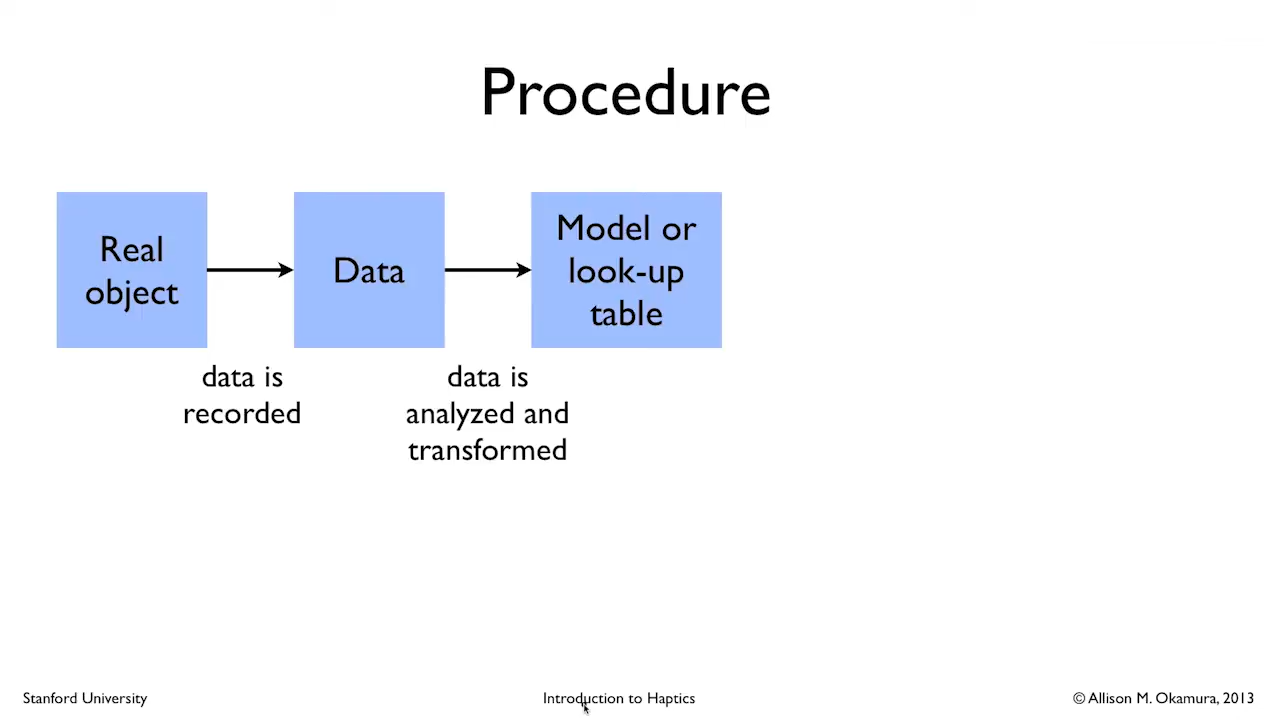 Procedure
Real
object
Data
Model or
look-up
table
data is
recorded
data is
analyzed and
transformed
Stanford University
Introduction to Haptics
© Allison M. Okamura, 2013